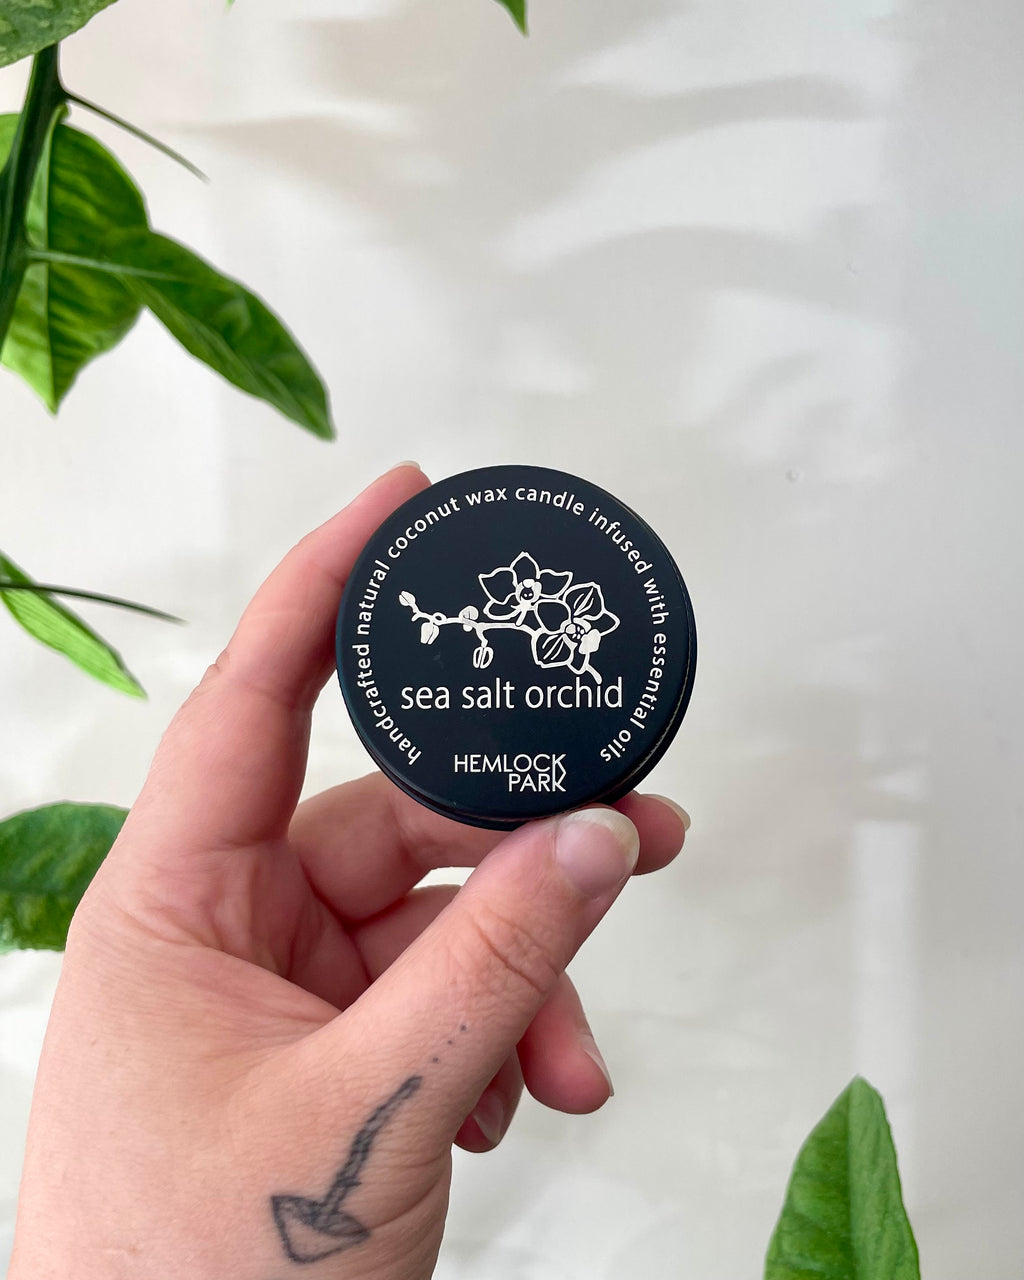 handcrafted natural coconut wax candle infused with essential oils
sea salt orchid
HEMLOCK
PARK